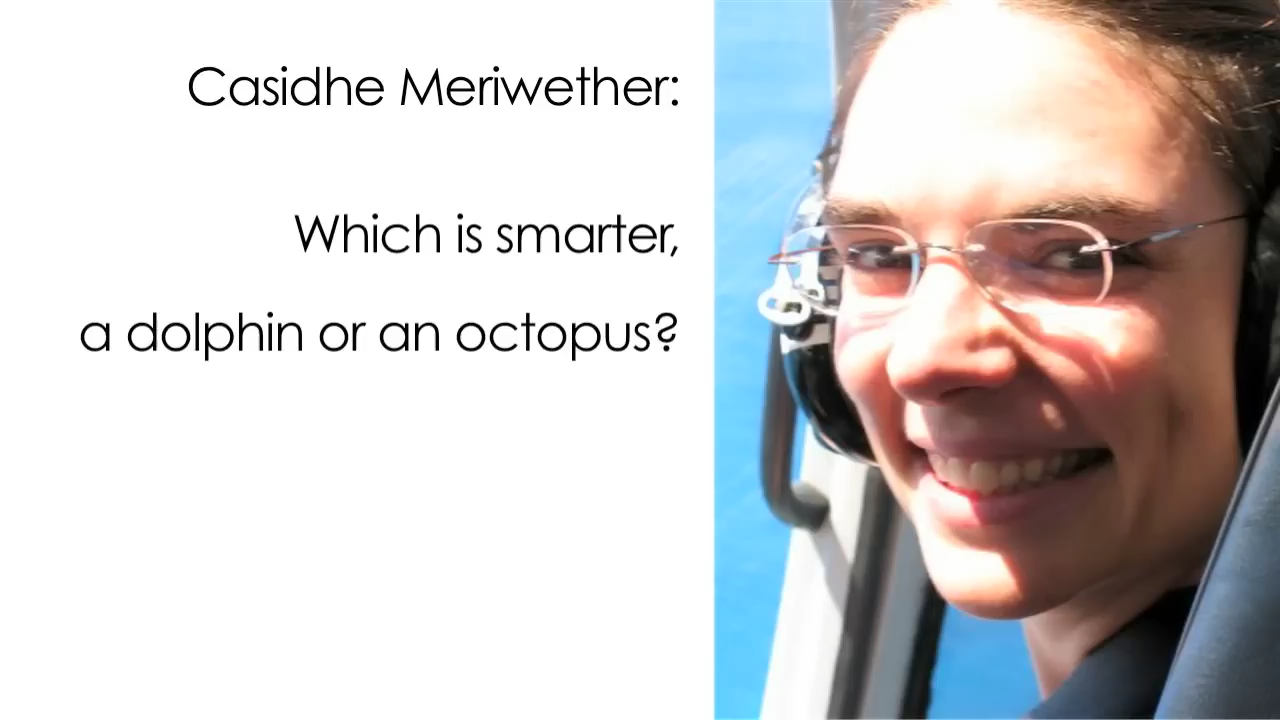 Casidhe Meriwether:
Which is smarter,
a dolphin or an octopus?